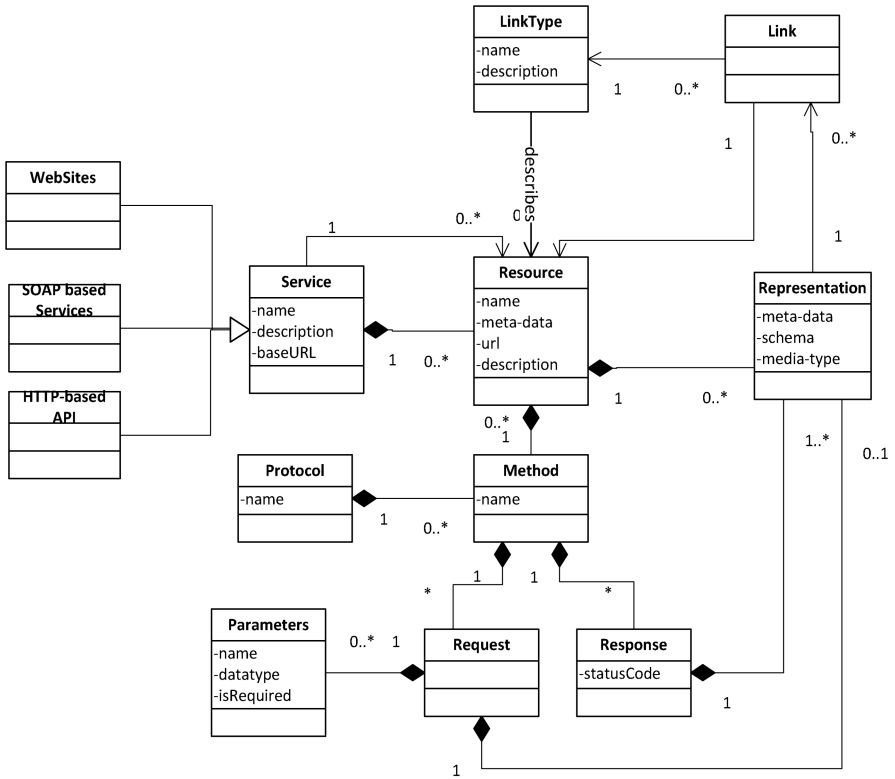 LinkType
-name
-description
Link
1
0..*
1
0..*
1
describes
0
WebSites
SOAP based
Services
HTTP-based
API
1
0..*
Service
-name
-description
-baseURL
1
0..*
Resource
-name
-meta-data
-url
-description
1
0..*
Representation
-meta-data
-schema
-media-type
0..*
1
1..*
0..1
Protocol
-name
1
0..*
Method
-name
1
*
1
*
Parameters
-name
-datatype
-isRequired
0..*
1
Request
Response
-statusCode
1
1